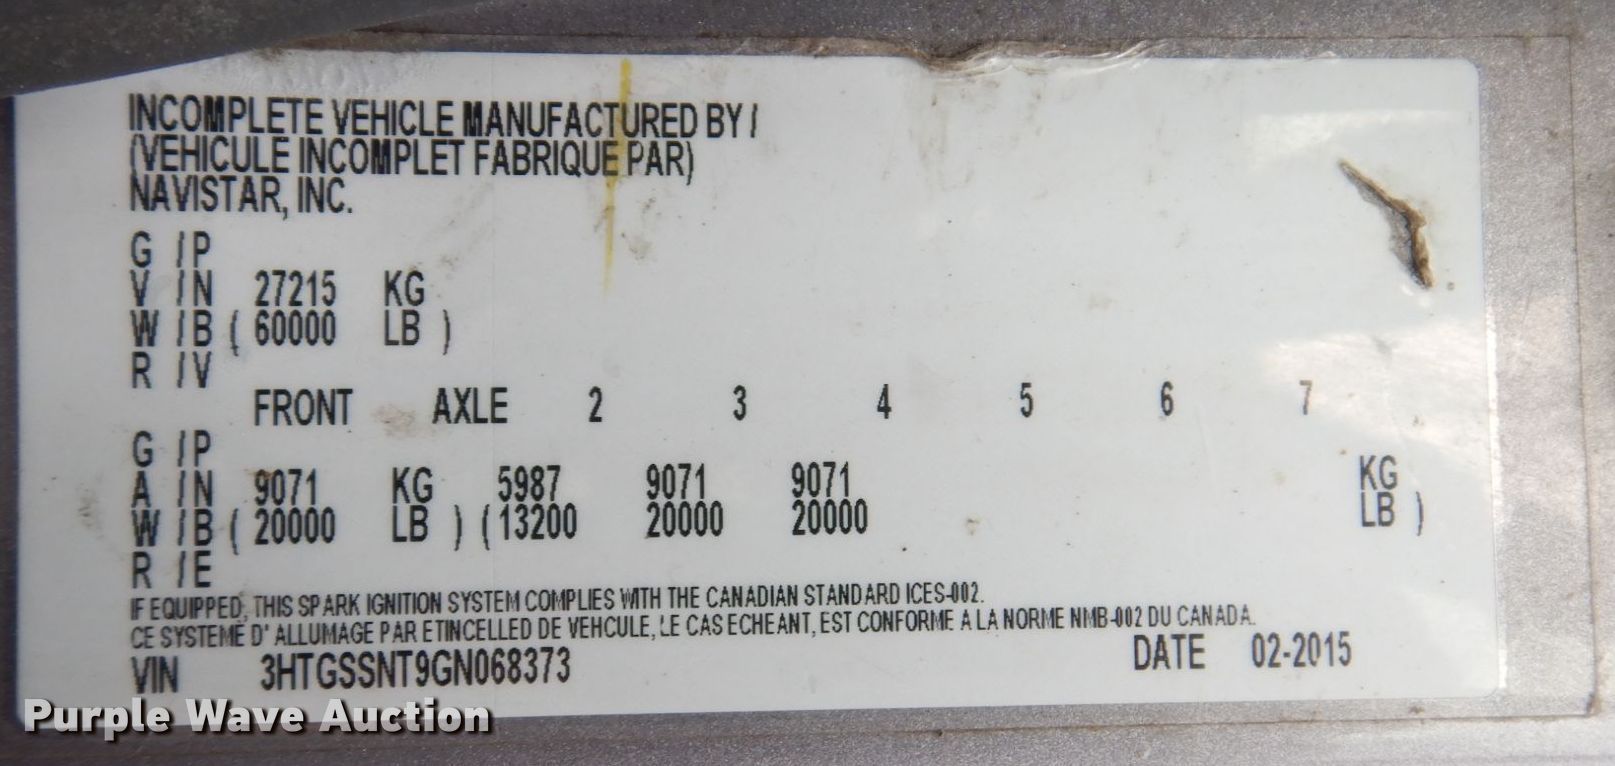 INCOMPLETE VEHICLE MANUFACTURED BY /
(VEHICULE INCOMPLET FABRIQUE PAR)
NAVISTAR, INC.
G /P
V /N 27215 KG
W /B ( 60000 LB )
R /V
FRONT AXLE 2 3 4 5 6 7
G /P
A /N 9071 KG 5987 9071 9071 KG
W /B ( 20000 LB ) ( 13200 20000 20000 LB )
R /E
IF EQUIPPED, THIS SPARK IGNITION SYSTEM COMPLIES WITH THE CANADIAN STANDARD ICES-002.
CE SYSTEME D' ALLUMAGE PAR ETINCELLED DE VEHCULE, LE CAS ECHEANT, EST CONFORME A LA NORME NMB-002 DU CANADA.
VIN 3HTGSSNT9GN068373 DATE 02-2015
Purple Wave Auction